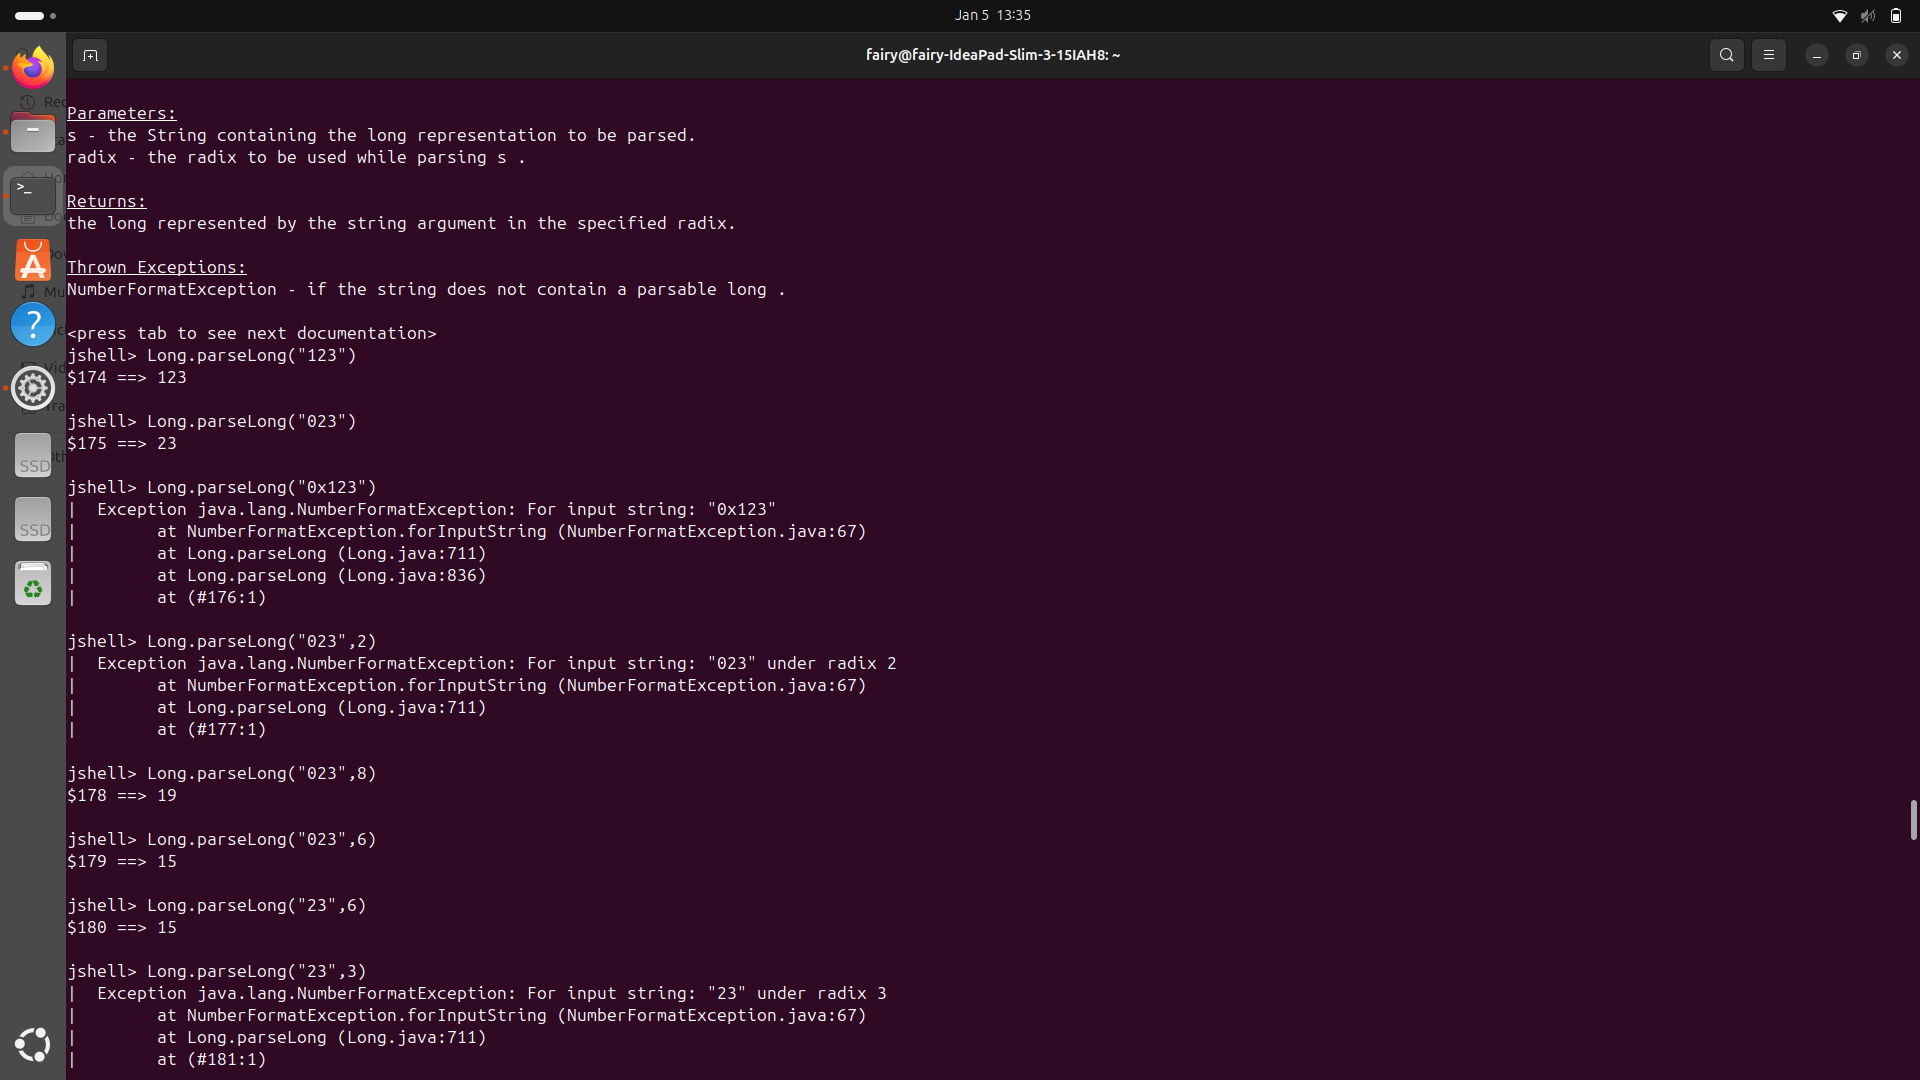 Jan 5 13:35
fairy@fairy-IdeaPad-Slim-3-15IAH8: ~
Parameters:
s - the String containing the long representation to be parsed.
radix - the radix to be used while parsing s .
Returns:
the long represented by the string argument in the specified radix.
Thrown Exceptions:
NumberFormatException - if the string does not contain a parsable long .
<press tab to see next documentation>
jshell> Long.parseLong("123")
$174 ==> 123
jshell> Long.parseLong("023")
$175 ==> 23
jshell> Long.parseLong("0x123")
|  Exception java.lang.NumberFormatException: For input string: "0x123"
|        at NumberFormatException.forInputString (NumberFormatException.java:67)
|        at Long.parseLong (Long.java:711)
|        at Long.parseLong (Long.java:836)
|        at (#176:1)
jshell> Long.parseLong("023",2)
|  Exception java.lang.NumberFormatException: For input string: "023" under radix 2
|        at NumberFormatException.forInputString (NumberFormatException.java:67)
|        at Long.parseLong (Long.java:711)
|        at (#177:1)
jshell> Long.parseLong("023",8)
$178 ==> 19
jshell> Long.parseLong("023",6)
$179 ==> 15
jshell> Long.parseLong("23",6)
$180 ==> 15
jshell> Long.parseLong("23",3)
|  Exception java.lang.NumberFormatException: For input string: "23" under radix 3
|        at NumberFormatException.forInputString (NumberFormatException.java:67)
|        at Long.parseLong (Long.java:711)
|        at (#181:1)
>_
?
SSD
SSD